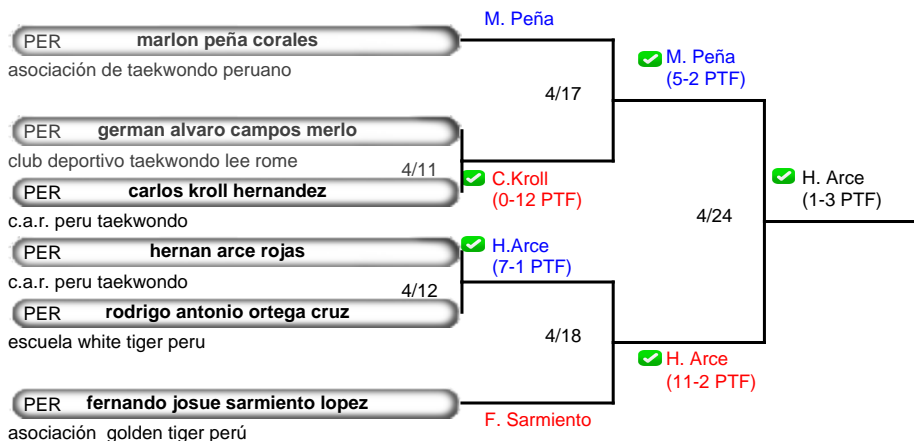 M. Peña
PER marlon peña corales
asociación de taekwondo peruano
M. Peña
(5-2 PTF)
4/17
PER german alvaro campos merlo
club deportivo taekwondo lee rome
4/11
PER carlos kroll hernandez
c.a.r. peru taekwondo
C.Kroll
(0-12 PTF)
H. Arce
(1-3 PTF)
4/24
PER hernan arce rojas
c.a.r. peru taekwondo
H.Arce
(7-1 PTF)
4/12
PER rodrigo antonio ortega cruz
escuela white tiger peru
4/18
H. Arce
(11-2 PTF)
PER fernando josue sarmiento lopez
asociación  golden tiger perú
F. Sarmiento